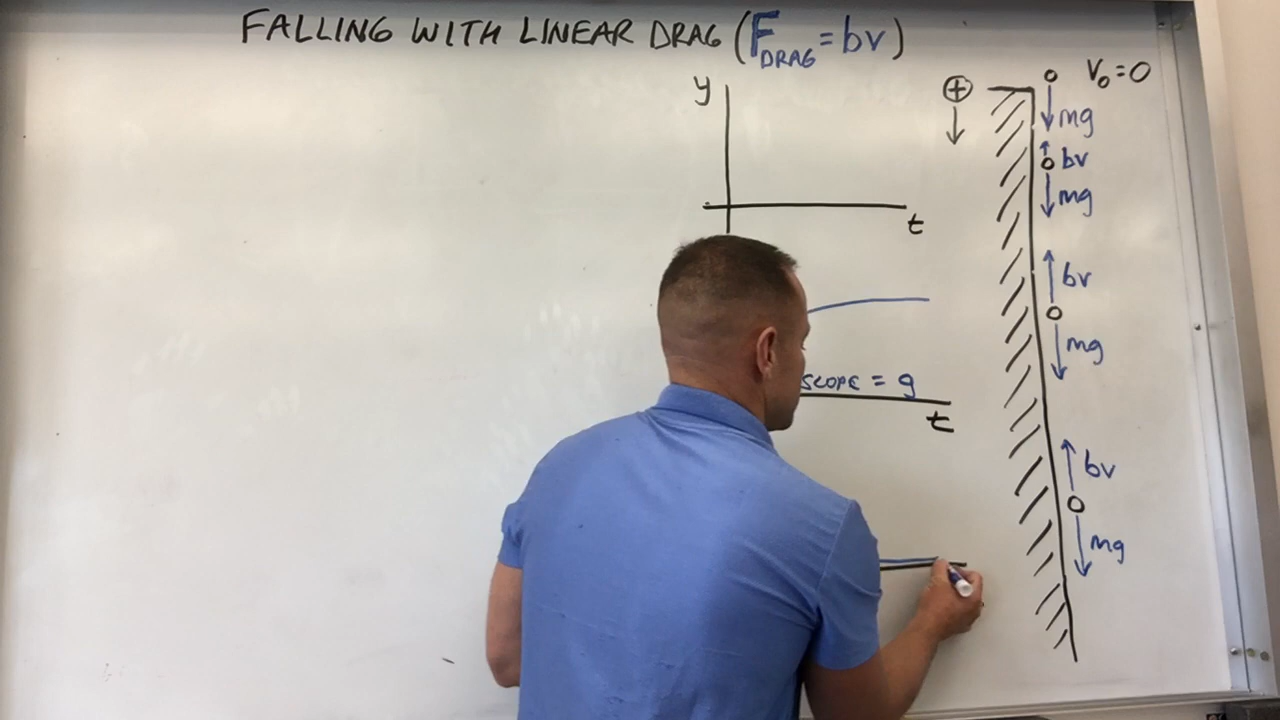 FALLING WITH LINEAR DRAG (F_DRAG = bv)
y
t
SLOPE = g
t
+
V₀ = 0
mg
bv
mg
bv
mg
bv
mg